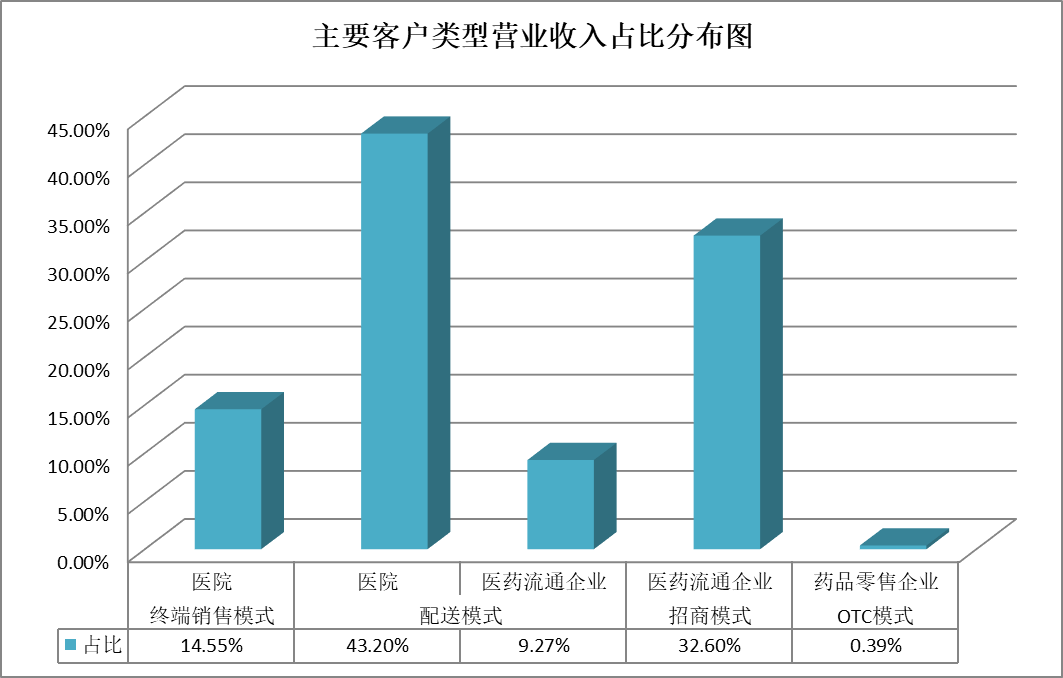 主要客户类型营业收入占比分布图
45.00%
40.00%
35.00%
30.00%
25.00%
20.00%
15.00%
10.00%
5.00%
0.00%
医院 医院 医药流通企业 医药流通企业 药品零售企业
终端销售模式 配送模式 招商模式 OTC模式
占比 14.55% 43.20% 9.27% 32.60% 0.39%